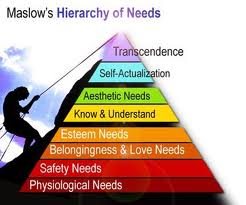 Maslow's Hierarchy of Needs
Transcendence
Self-Actualization
Aesthetic Needs
Know & Understand
Esteem Needs
Belongingness & Love Needs
Safety Needs
Physiological Needs